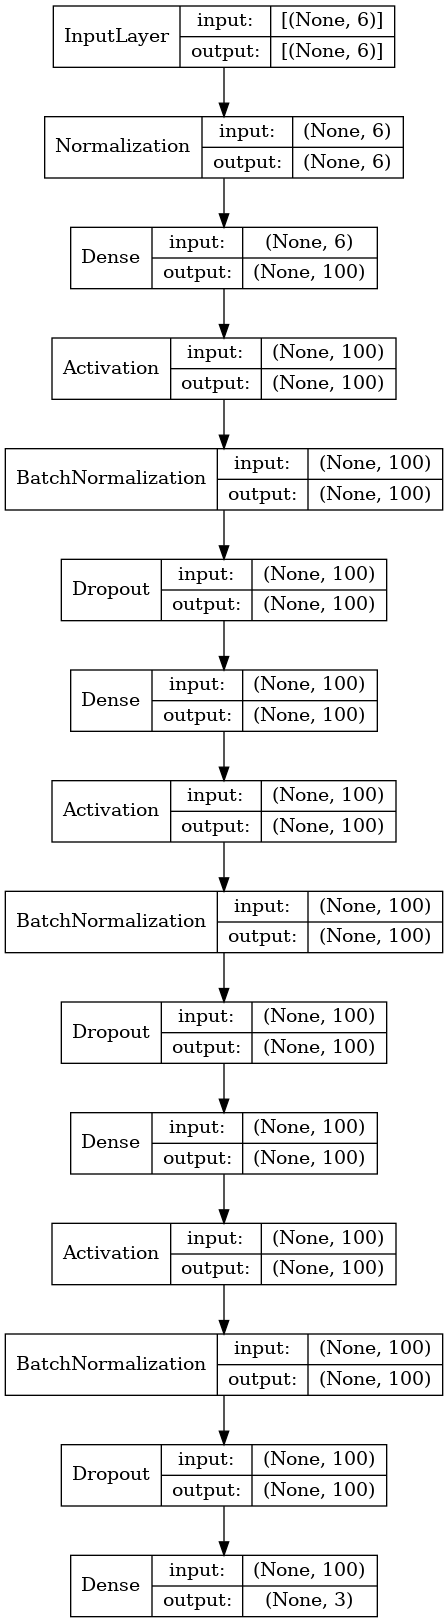 InputLayer input: [(None, 6)]
output: [(None, 6)]
Normalization input: (None, 6)
output: (None, 6)
Dense input: (None, 6)
output: (None, 100)
Activation input: (None, 100)
output: (None, 100)
BatchNormalization input: (None, 100)
output: (None, 100)
Dropout input: (None, 100)
output: (None, 100)
Dense input: (None, 100)
output: (None, 100)
Activation input: (None, 100)
output: (None, 100)
BatchNormalization input: (None, 100)
output: (None, 100)
Dropout input: (None, 100)
output: (None, 100)
Dense input: (None, 100)
output: (None, 100)
Activation input: (None, 100)
output: (None, 100)
BatchNormalization input: (None, 100)
output: (None, 100)
Dropout input: (None, 100)
output: (None, 100)
Dense input: (None, 100)
output: (None, 3)